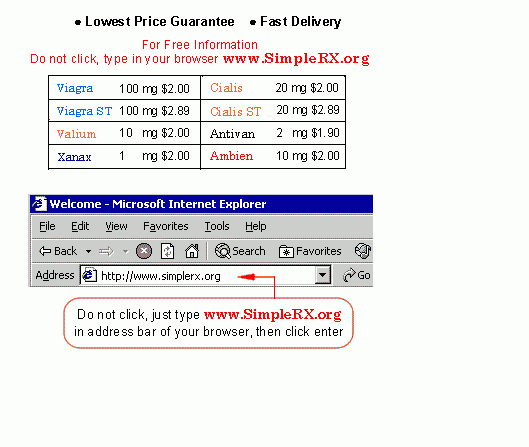 ● Lowest Price Guarantee ● Fast Delivery
For Free Information
Do not click, type in your browser www.SimpleRX.org
Viagra 100 mg $2.00 Cialis 20 mg $2.00
Viagra ST 100 mg $2.89 Cialis ST 20 mg $2.89
Valium 10 mg $2.00 Antivan 2 mg $1.90
Xanax 1 mg $2.00 Ambien 10 mg $2.00
Welcome - Microsoft Internet Explorer
File Edit View Favorites Tools Help
Back Search Favorites
Address http://www.simplerx.org Go
Do not click, just type www.SimpleRX.org
in address bar of your browser, then click enter